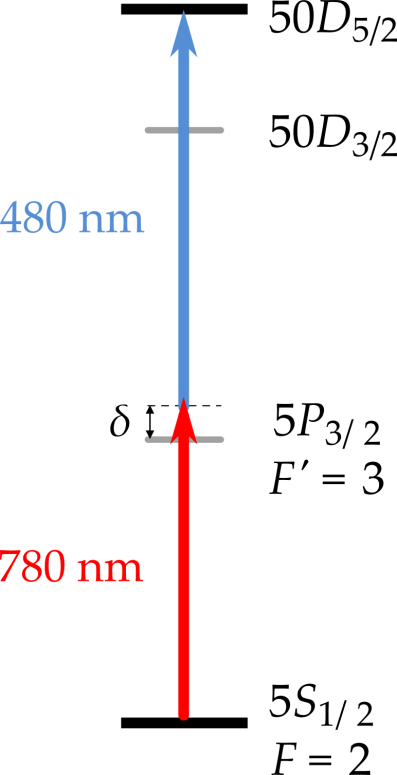 50D5/2
50D3/2
480 nm
δ
5P3/ 2
F′ = 3
780 nm
5S1/ 2
F = 2